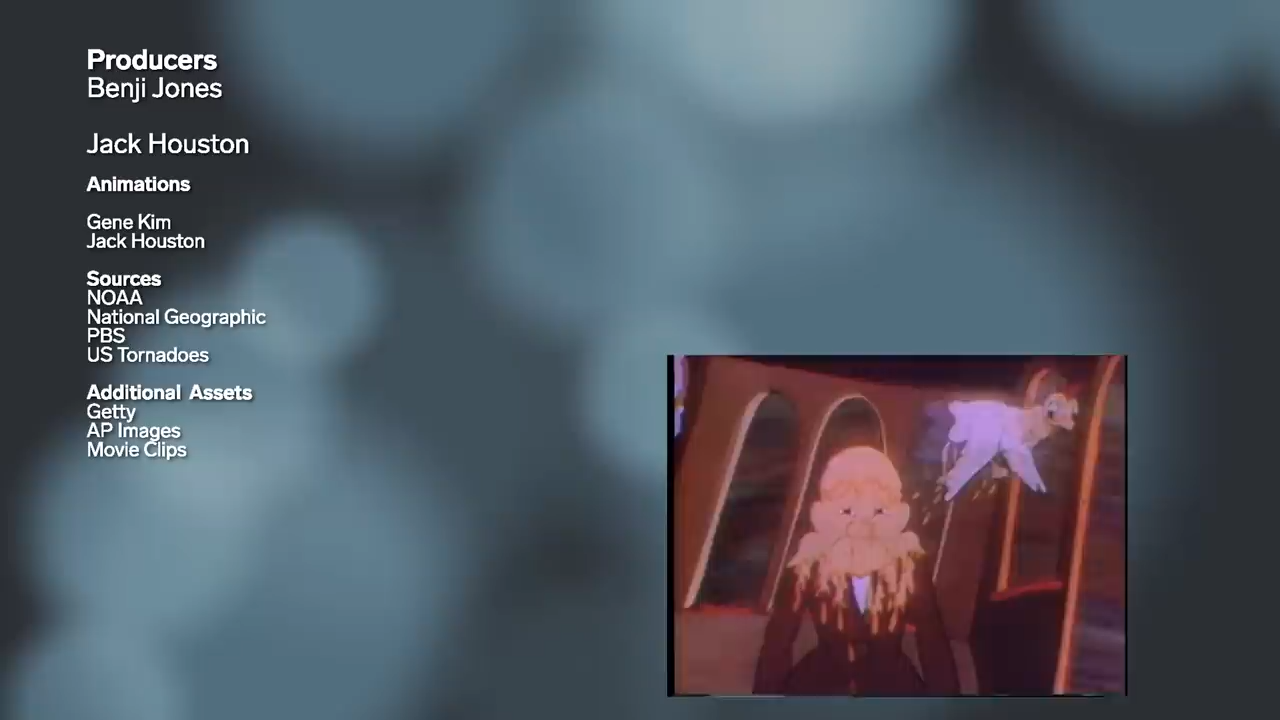 Producers
Benji Jones
Jack Houston
Animations
Gene Kim
Jack Houston
Sources
NOAA
National Geographic
PBS
US Tornadoes
Additional Assets
Getty
AP Images
Movie Clips